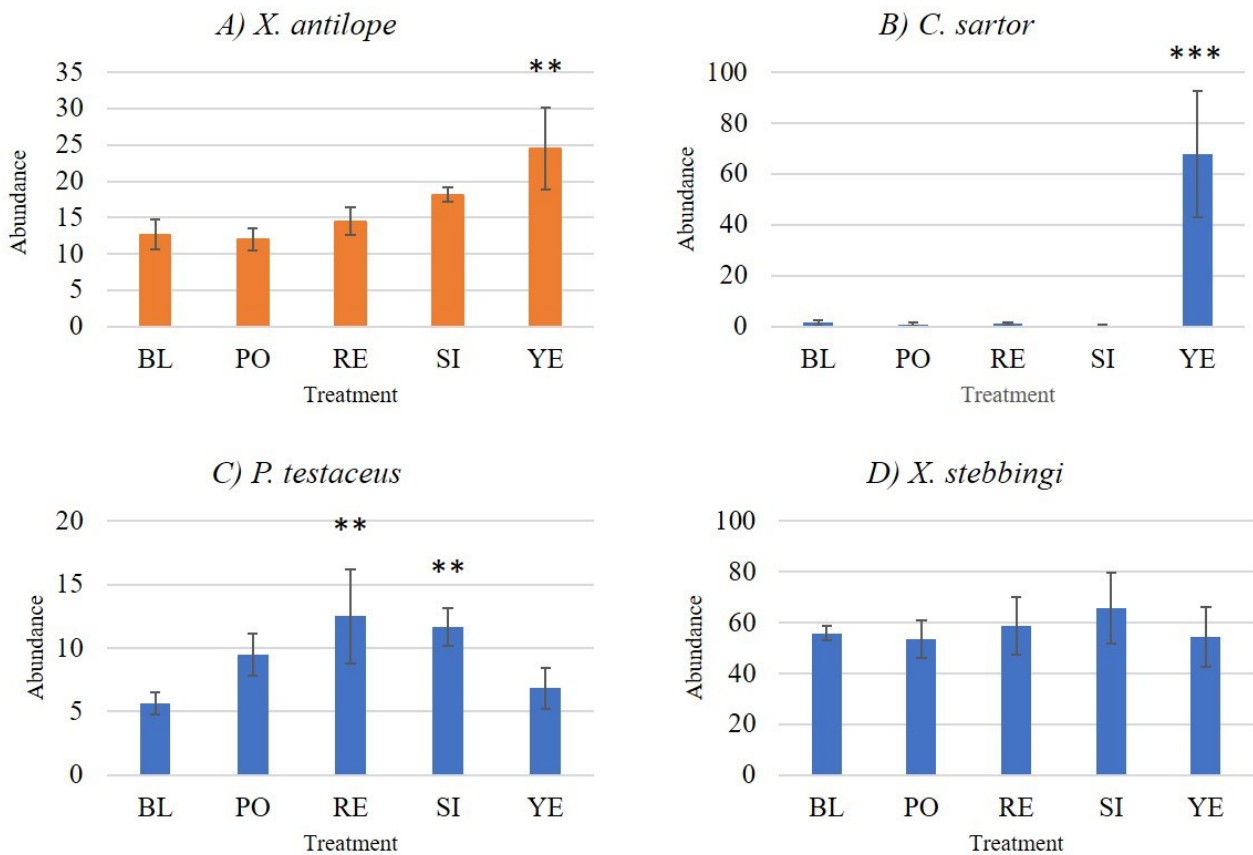 A) X. antilope
**
35
30
25
20
15
10
5
0
Abundance
BL PO RE SI YE
Treatment
B) C. sartor
***
100
80
60
40
20
0
Abundance
BL PO RE SI YE
Treatment
C) P. testaceus
** **
20
15
10
5
0
Abundance
BL PO RE SI YE
Treatment
D) X. stebbingi
100
80
60
40
20
0
Abundance
BL PO RE SI YE
Treatment